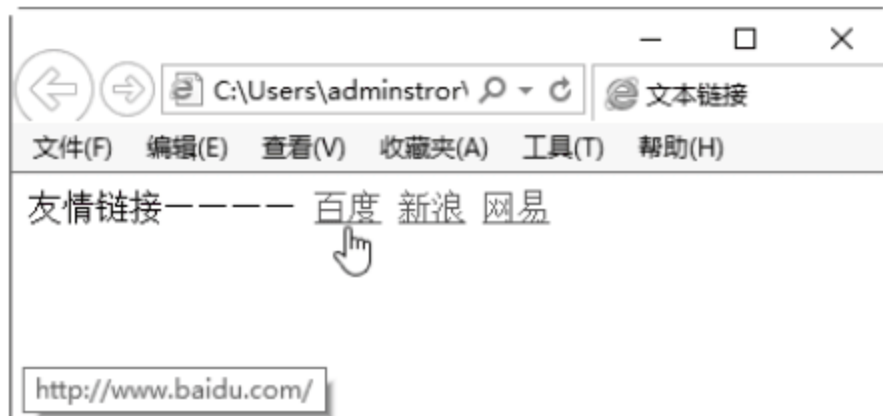 C:\Users\adminstror\ 文本链接
文件(F) 编辑(E) 查看(V) 收藏夹(A) 工具(T) 帮助(H)
友情链接———— 百度 新浪 网易
http://www.baidu.com/